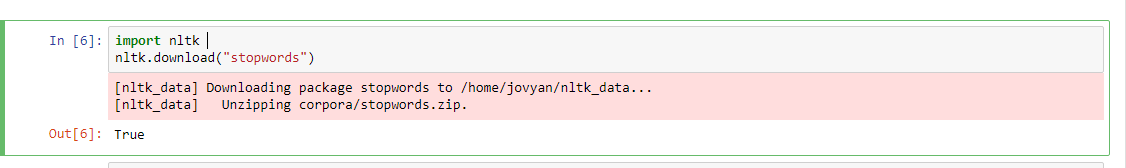 In [6]: import nltk
nltk.download("stopwords")
[nltk_data] Downloading package stopwords to /home/jovyan/nltk_data...
[nltk_data]   Unzipping corpora/stopwords.zip.
Out[6]: True